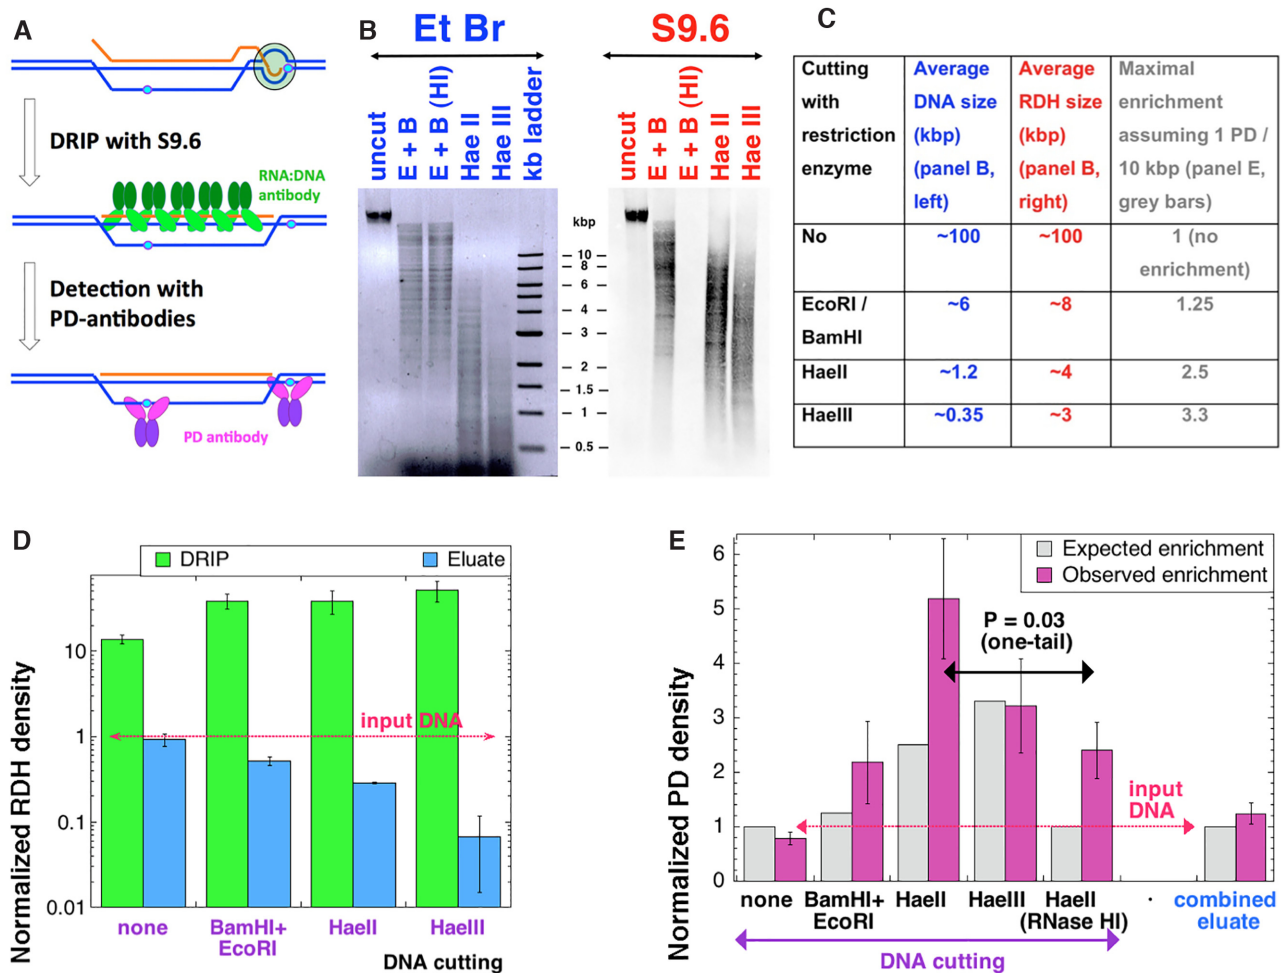 A
DRIP with S9.6
RNA:DNA
antibody
Detection with
PD-antibodies
PD antibody
B
Et Br
S9.6
uncut
E + B
E + B (HI)
Hae II
Hae III
kb ladder
uncut
E + B
E + B (HI)
Hae II
Hae III
kbp
10
8
6
4
3
2
1.5
1
0.5
C
Cutting
with
restriction
enzyme
Average
DNA size
(kbp)
(panel B,
left)
Average
RDH size
(kbp)
(panel B,
right)
Maximal
enrichment
assuming 1 PD /
10 kbp (panel E,
grey bars)
No
~100
~100
1 (no
enrichment)
EcoRI /
BamHI
~6
~8
1.25
HaeII
~1.2
~4
2.5
HaeIII
~0.35
~3
3.3
D
DRIP
Eluate
Normalized RDH density
10
1
0.1
0.01
input DNA
none
BamHI+
EcoRI
HaeII
HaeIII
DNA cutting
E
Expected enrichment
Observed enrichment
Normalized PD density
6
5
4
3
2
1
0
P = 0.03
(one-tail)
input
DNA
none
BamHI+
EcoRI
HaeII
HaeIII
HaeII
(RNase HI)
combined
eluate
DNA cutting